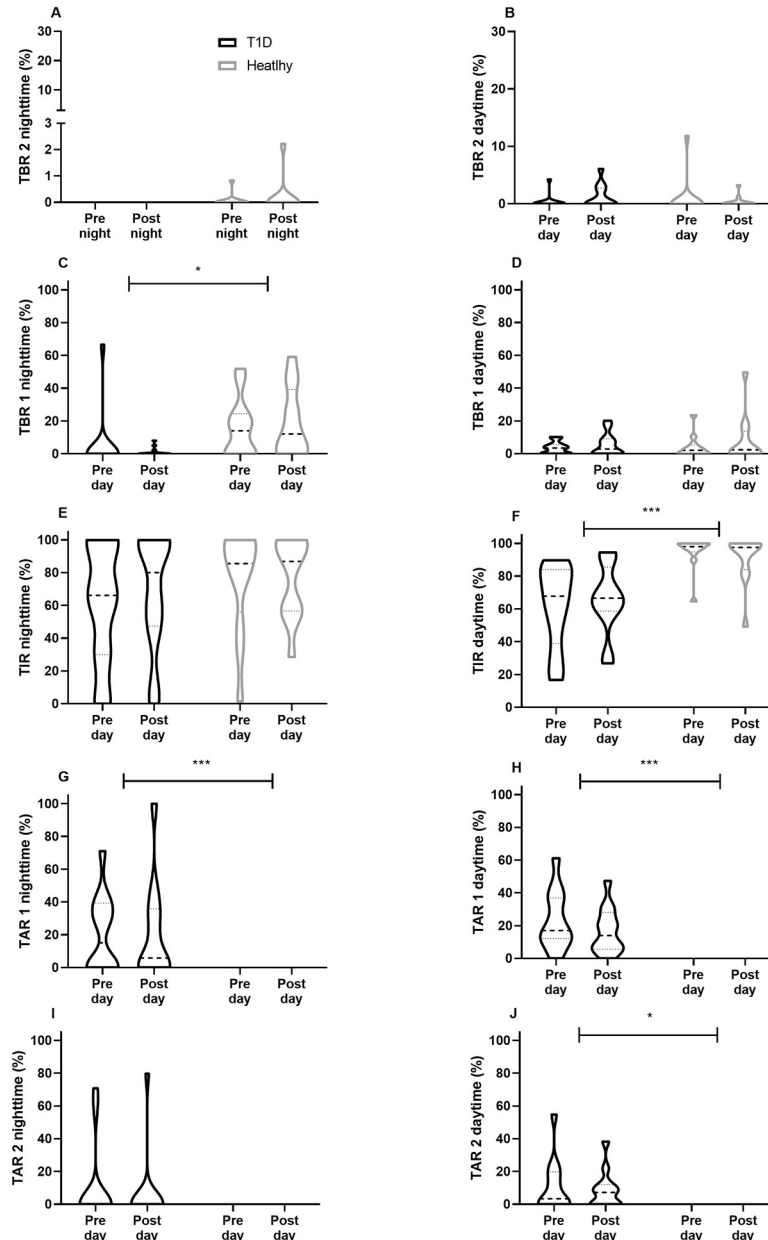 A
TBR 2 nighttime (%)
30
20
10
3
2
1
0
T1D
Heatlhy
Pre night
Post night
Pre night
Post night
B
TBR 2 daytime (%)
30
20
10
0
Pre day
Post day
Pre day
Post day
C
*
TBR 1 nighttime (%)
100
80
60
40
20
0
Pre day
Post day
Pre day
Post day
D
TBR 1 daytime (%)
100
80
60
40
20
0
Pre day
Post day
Pre day
Post day
E
TIR nighttime (%)
100
80
60
40
20
0
Pre day
Post day
Pre day
Post day
F
***
TIR daytime (%)
100
80
60
40
20
0
Pre day
Post day
Pre day
Post day
G
***
TAR 1 nighttime (%)
100
80
60
40
20
0
Pre day
Post day
Pre day
Post day
H
***
TAR 1 daytime (%)
100
80
60
40
20
0
Pre day
Post day
Pre day
Post day
I
TAR 2 nighttime (%)
100
80
60
40
20
0
Pre day
Post day
Pre day
Post day
J
*
TAR 2 daytime (%)
100
80
60
40
20
0
Pre day
Post day
Pre day
Post day